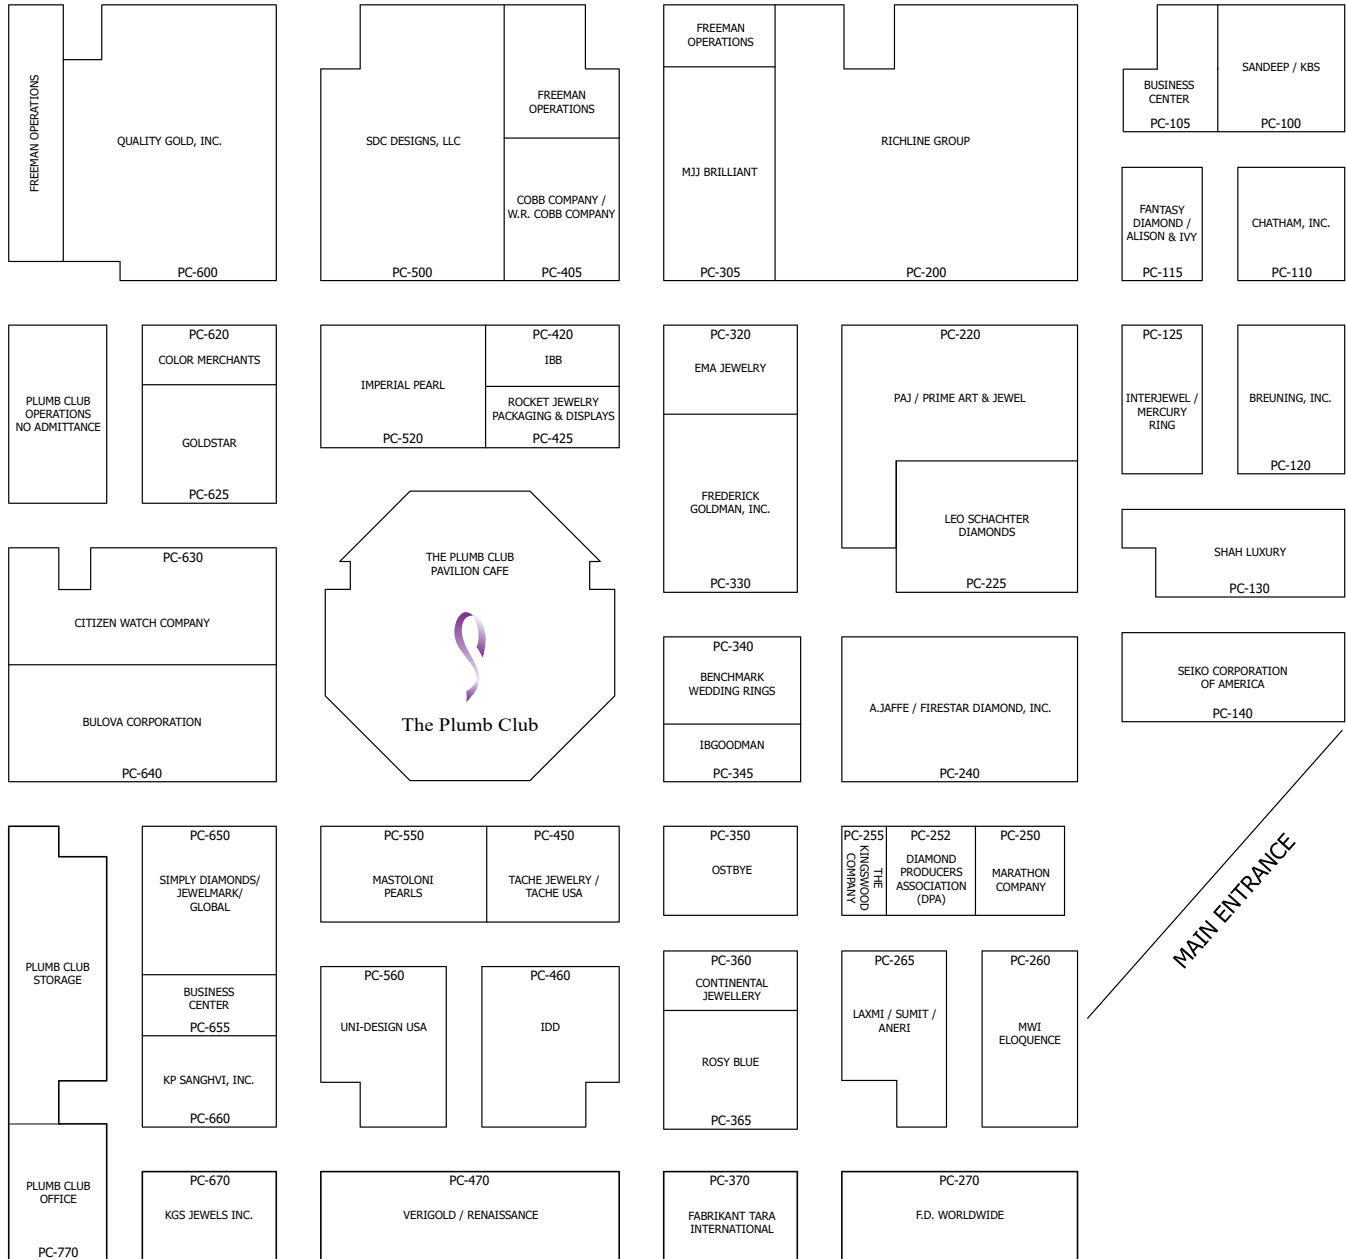 FREEMAN OPERATIONS
QUALITY GOLD, INC.
PC-600
SDC DESIGNS, LLC
PC-500
FREEMAN
OPERATIONS
COBB COMPANY /
W.R. COBB COMPANY
PC-405
FREEMAN
OPERATIONS
MJJ BRILLIANT
PC-305
RICHLINE GROUP
PC-200
BUSINESS
CENTER
PC-105
SANDEEP / KBS
PC-100
FANTASY
DIAMOND /
ALISON & IVY
PC-115
CHATHAM, INC.
PC-110
PLUMB CLUB
OPERATIONS
NO ADMITTANCE
PC-620
COLOR MERCHANTS
GOLDSTAR
PC-625
IMPERIAL PEARL
PC-520
PC-420
IBB
ROCKET JEWELRY
PACKAGING & DISPLAYS
PC-425
PC-320
EMA JEWELRY
FREDERICK
GOLDMAN, INC.
PC-330
PC-220
PAJ / PRIME ART & JEWEL
LEO SCHACHTER
DIAMONDS
PC-225
PC-125
INTERJEWEL /
MERCURY
RING
BREUNING, INC.
PC-120
SHAH LUXURY
PC-130
PC-630
CITIZEN WATCH COMPANY
BULOVA CORPORATION
PC-640
THE PLUMB CLUB
PAVILION CAFE
The Plumb Club
PC-340
BENCHMARK
WEDDING RINGS
IBGOODMAN
PC-345
A.JAFFE / FIRESTAR DIAMOND, INC.
PC-240
SEIKO CORPORATION
OF AMERICA
PC-140
MAIN ENTRANCE
PLUMB CLUB
STORAGE
PC-650
SIMPLY DIAMONDS/
JEWELMARK/
GLOBAL
BUSINESS
CENTER
PC-655
KP SANGHVI, INC.
PC-660
PC-550
MASTOLONI
PEARLS
PC-450
TACHE JEWELRY /
TACHE USA
PC-350
OSTBYE
PC-255
THE
KINGSWOOD
COMPANY
PC-252
DIAMOND
PRODUCERS
ASSOCIATION
(DPA)
PC-250
MARATHON
COMPANY
PC-560
UNI-DESIGN USA
PC-460
IDD
PC-360
CONTINENTAL
JEWELLERY
ROSY BLUE
PC-365
PC-265
LAXMI / SUMIT /
ANERI
PC-260
MWI
ELOQUENCE
PLUMB CLUB
OFFICE
PC-770
PC-670
KGS JEWELS INC.
PC-470
VERIGOLD / RENAISSANCE
PC-370
FABRIKANT TARA
INTERNATIONAL
PC-270
F.D. WORLDWIDE